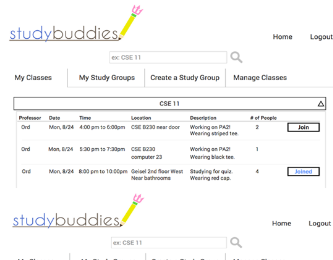 studybuddies
Home Logout
ex: CSE 11
My Classes My Study Groups Create a Study Group Manage Classes
CSE 11
Professor Date Time Location Description # of People
Ord Mon, 8/24 4:00 pm to 6:00pm CSE B230 near door Working on PA2! 2 Join
Wearing striped tee.
Ord Mon, 8/24 5:30 pm to 7:30pm CSE B230 Working on PA2! 1
computer 23 Wearing black tee.
Ord Mon, 8/24 8:00 pm to 10:00pm Geisel 2nd floor West Studying for quiz. 4 Joined
Near bathrooms Wearing red cap.
studybuddies
Home Logout
ex: CSE 11